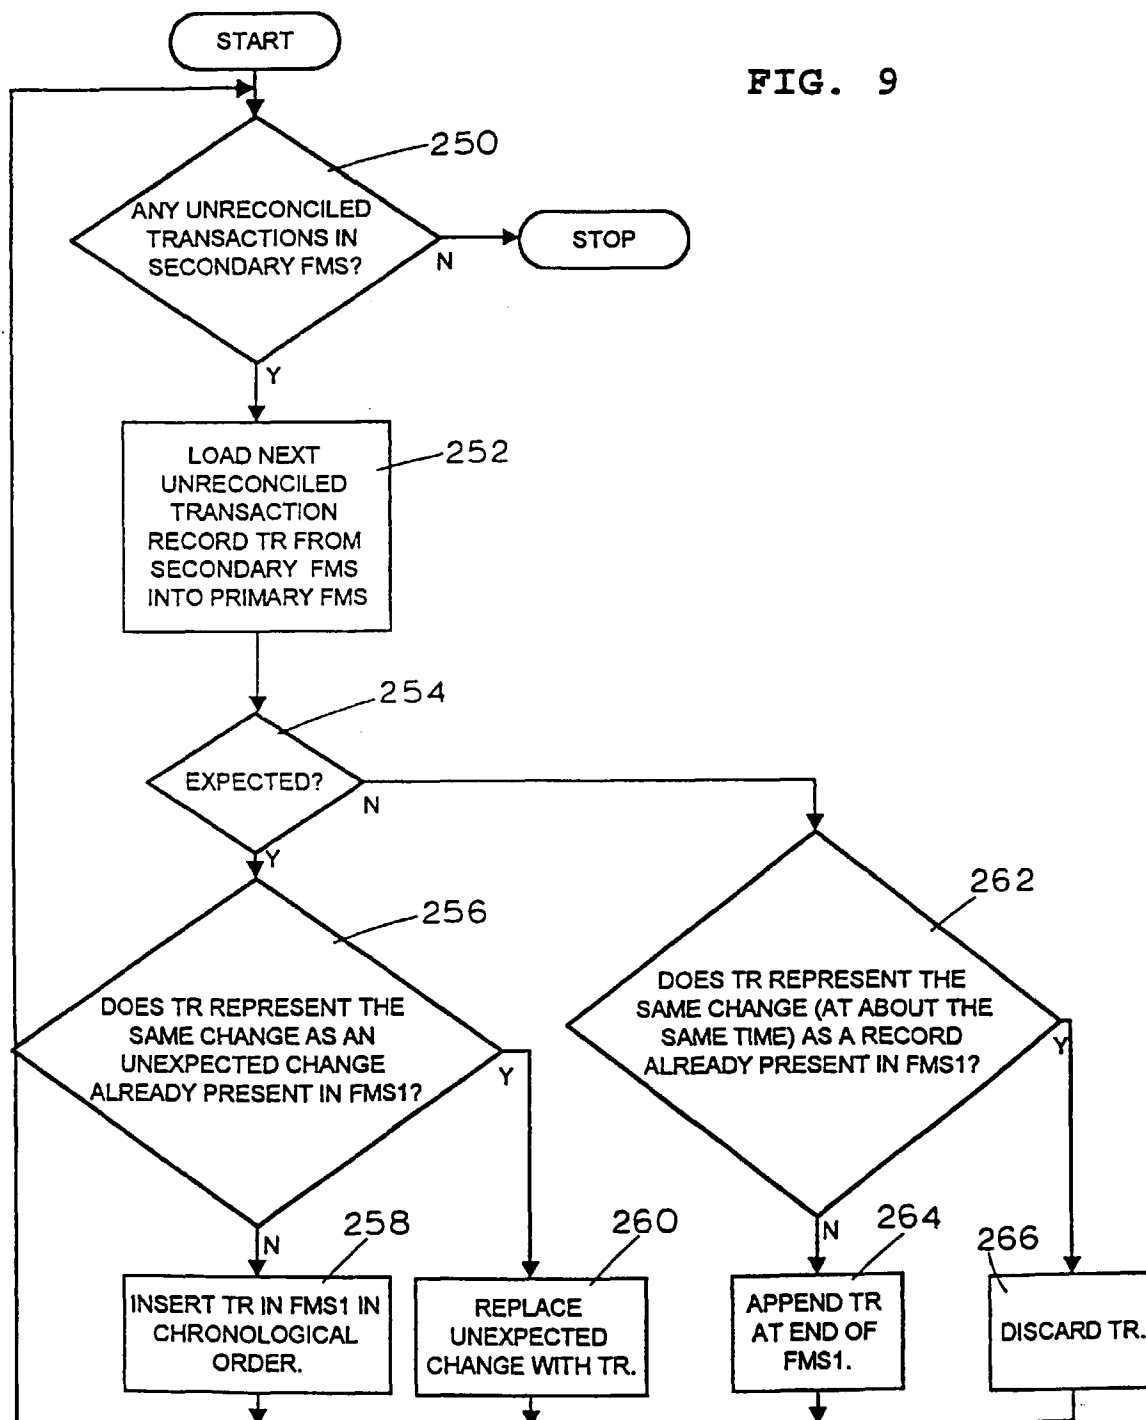 START
FIG. 9
250
ANY UNRECONCILED
TRANSACTIONS IN
SECONDARY FMS?
N
STOP
Y
LOAD NEXT
UNRECONCILED
TRANSACTION
RECORD TR FROM
SECONDARY FMS
INTO PRIMARY FMS
252
254
EXPECTED?
N
Y
256
DOES TR REPRESENT THE
SAME CHANGE AS AN
UNEXPECTED CHANGE
ALREADY PRESENT IN FMS1?
Y
N
262
DOES TR REPRESENT THE
SAME CHANGE (AT ABOUT THE
SAME TIME) AS A RECORD
ALREADY PRESENT IN FMS1?
Y
N
258
INSERT TR IN FMS1 IN
CHRONOLOGICAL
ORDER.
260
REPLACE
UNEXPECTED
CHANGE WITH TR.
264
APPEND TR
AT END OF
FMS1.
266
DISCARD TR.